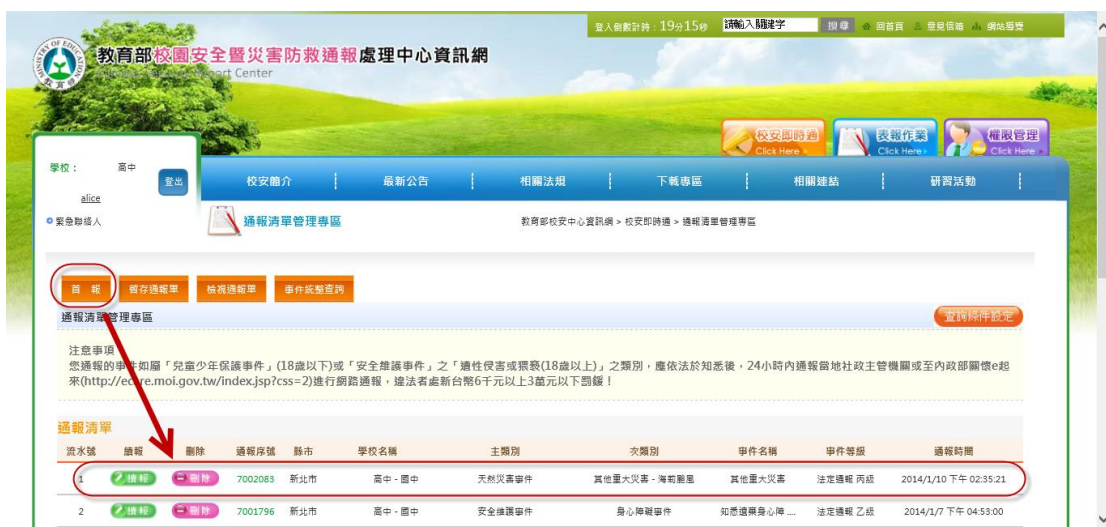 登入倒數計時：19分15秒 請輸入關鍵字 搜尋 回首頁 意見信箱 網站導覽
教育部校園安全暨災害防救通報處理中心資訊網
校安即時通 Click Here
表報作業 Click Here
權限管理 Click Here
學校： 高中 登出
alice
緊急聯絡人
校安簡介 最新公告 相關法規 下載專區 相關連結 研習活動
通報清單管理專區 教育部校安中心資訊網 > 校安即時通 > 通報清單管理專區
首 報 暫存通報單 檢視通報單 事件統整查詢
通報清單管理專區 查詢條件設定
注意事項
您通報的事件如屬「兒童少年保護事件」(18歲以下)或「安全維護事件」之「遭性侵害或猥褻(18歲以上)」之類別，應依法於知悉後，24小時內通報當地社政主管機關或至內政部關懷e起
來(http://ecare.moi.gov.tw/index.jsp?css=2)進行網路通報，違法者處新台幣6千元以上3萬元以下罰鍰！
通報清單
流水號 續報 刪除 通報序號 縣市 學校名稱 主類別 次類別 事件名稱 事件等級 通報時間
1 續報 刪除 7002083 新北市 高中 - 國中 天然災害事件 其他重大災害 - 海葡颱風 其他重大災害 法定通報 丙級 2014/1/10 下午 02:35:21
2 續報 刪除 7001796 新北市 高中 - 國中 安全維護事件 身心障礙事件 知悉遺棄身心障 .... 法定通報 乙級 2014/1/7 下午 04:53:00